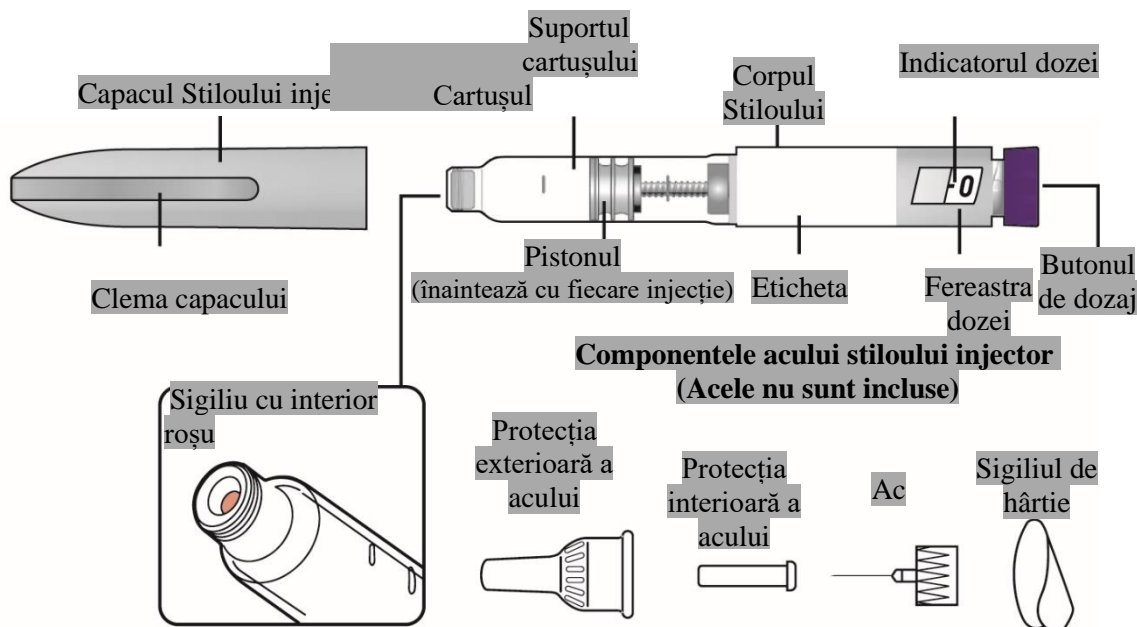 Suportul
cartușului
Indicatorul dozei
Capacul Stiloului inje
Cartușul
Corpul
Stiloului
0
Pistonul
(înaintează cu fiecare injecție)
Clema capacului
Eticheta
Fereastra
dozei
Butonul
de dozaj
Componentele acului stiloului injector
(Acele nu sunt incluse)
Sigiliu cu interior
roșu
Protecția
exterioară a
acului
Protecția
interioară a
acului
Ac
Sigiliul de
hârtie